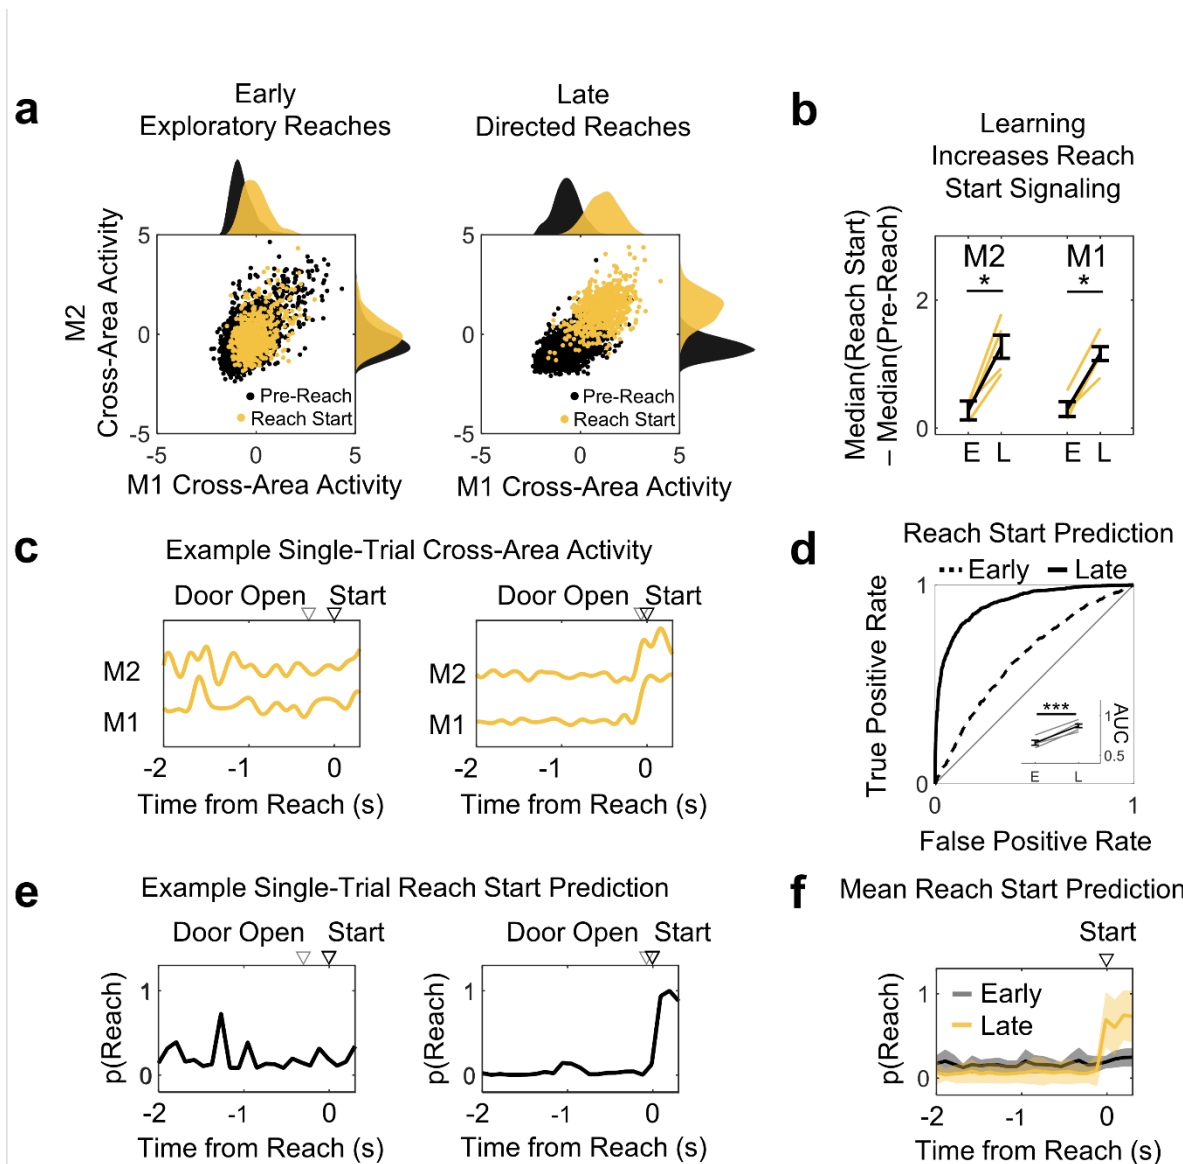 a
Early
Exploratory Reaches
Late
Directed Reaches
M2
Cross-Area Activity
5
0
-5
Pre-Reach
Reach Start
-5
0
5
M1 Cross-Area Activity
5
0
-5
Pre-Reach
Reach Start
-5
0
5
M1 Cross-Area Activity
b
Learning
Increases Reach
Start Signaling
Median(Reach Start)
– Median(Pre-Reach)
2
0
M2
*
M1
*
E L
E L
c
Example Single-Trial Cross-Area Activity
Door Open
Start
M2
M1
-2
-1
0
Time from Reach (s)
Door Open
Start
M2
M1
-2
-1
0
Time from Reach (s)
d
Reach Start Prediction
Early
Late
True Positive Rate
1
0
0
1
False Positive Rate
***
1
0.5
AUC
E
L
e
Example Single-Trial Reach Start Prediction
Door Open
Start
p(Reach)
1
0
-2
-1
0
Time from Reach (s)
Door Open
Start
p(Reach)
1
0
-2
-1
0
Time from Reach (s)
f
Mean Reach Start Prediction
Start
p(Reach)
1
0
Early
Late
-2
-1
0
Time from Reach (s)